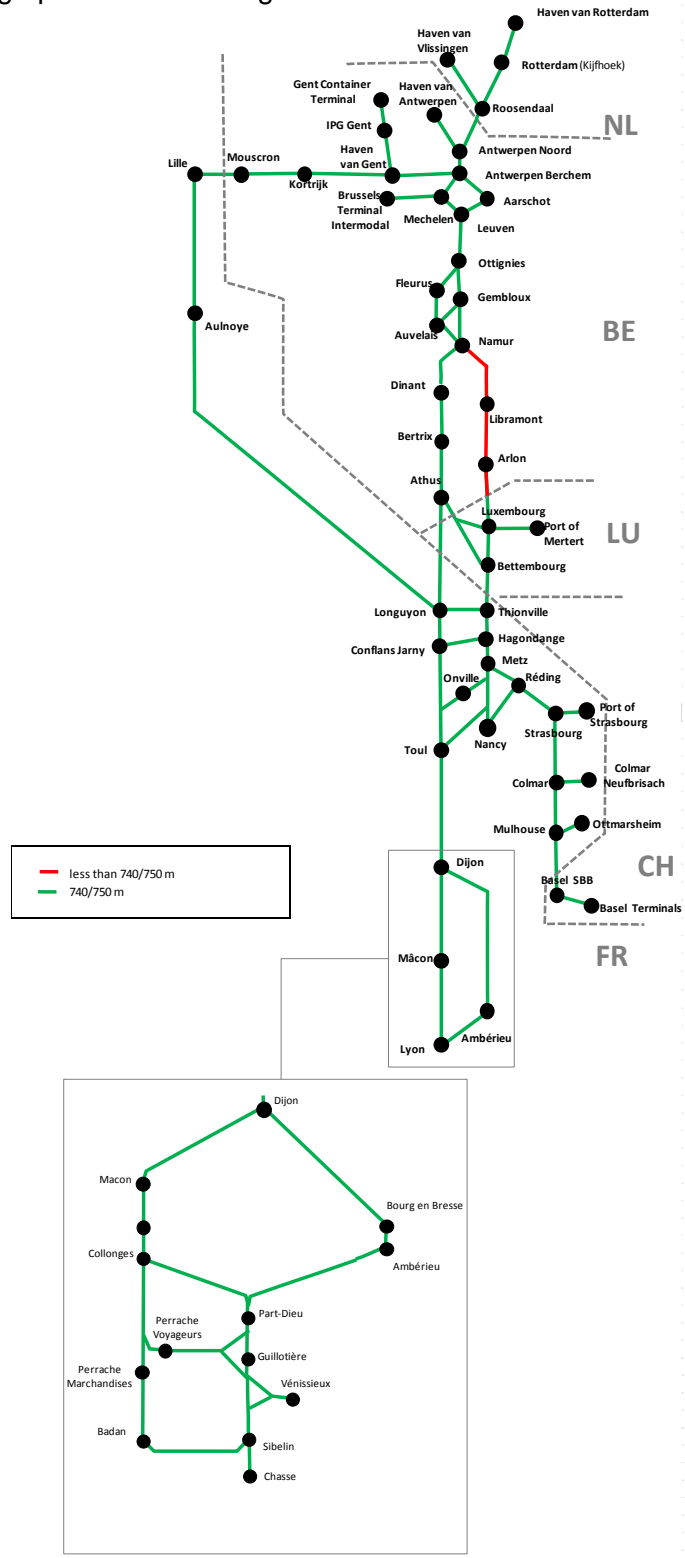 Haven van Rotterdam
Haven van
Vlissingen
Rotterdam (Kijfhoek)
Gent Container
Terminal
Haven van
Antwerpen
Roosendaal
NL
IPG Gent
Haven
van Gent
Antwerpen Noord
Lille
Mouscron
Kortrijk
Antwerpen Berchem
Brussels
Terminal
Intermodal
Aarschot
Mechelen
Leuven
Ottignies
Fleurus
Gembloux
Aulnoye
Auvelais
Namur
BE
Dinant
Libramont
Bertrix
Arlon
Athus
Luxembourg
Port of
Mertert
LU
Bettembourg
Longuyon
Thionville
Hagondange
Conflans Jarny
Metz
Onville
Réding
Port of
Strasbourg
Strasbourg
Nancy
Toul
Colmar
Neufbrisach
Colmar
Mulhouse
Ottmarsheim
less than 740/750 m
740/750 m
Dijon
CH
Basel SBB
Basel Terminals
FR
Mâcon
Ambérieu
Lyon
Dijon
Macon
Bourg en Bresse
Collonges
Ambérieu
Part-Dieu
Perrache
Voyageurs
Guillotière
Perrache
Marchandises
Vénissieux
Badan
Sibelin
Chasse